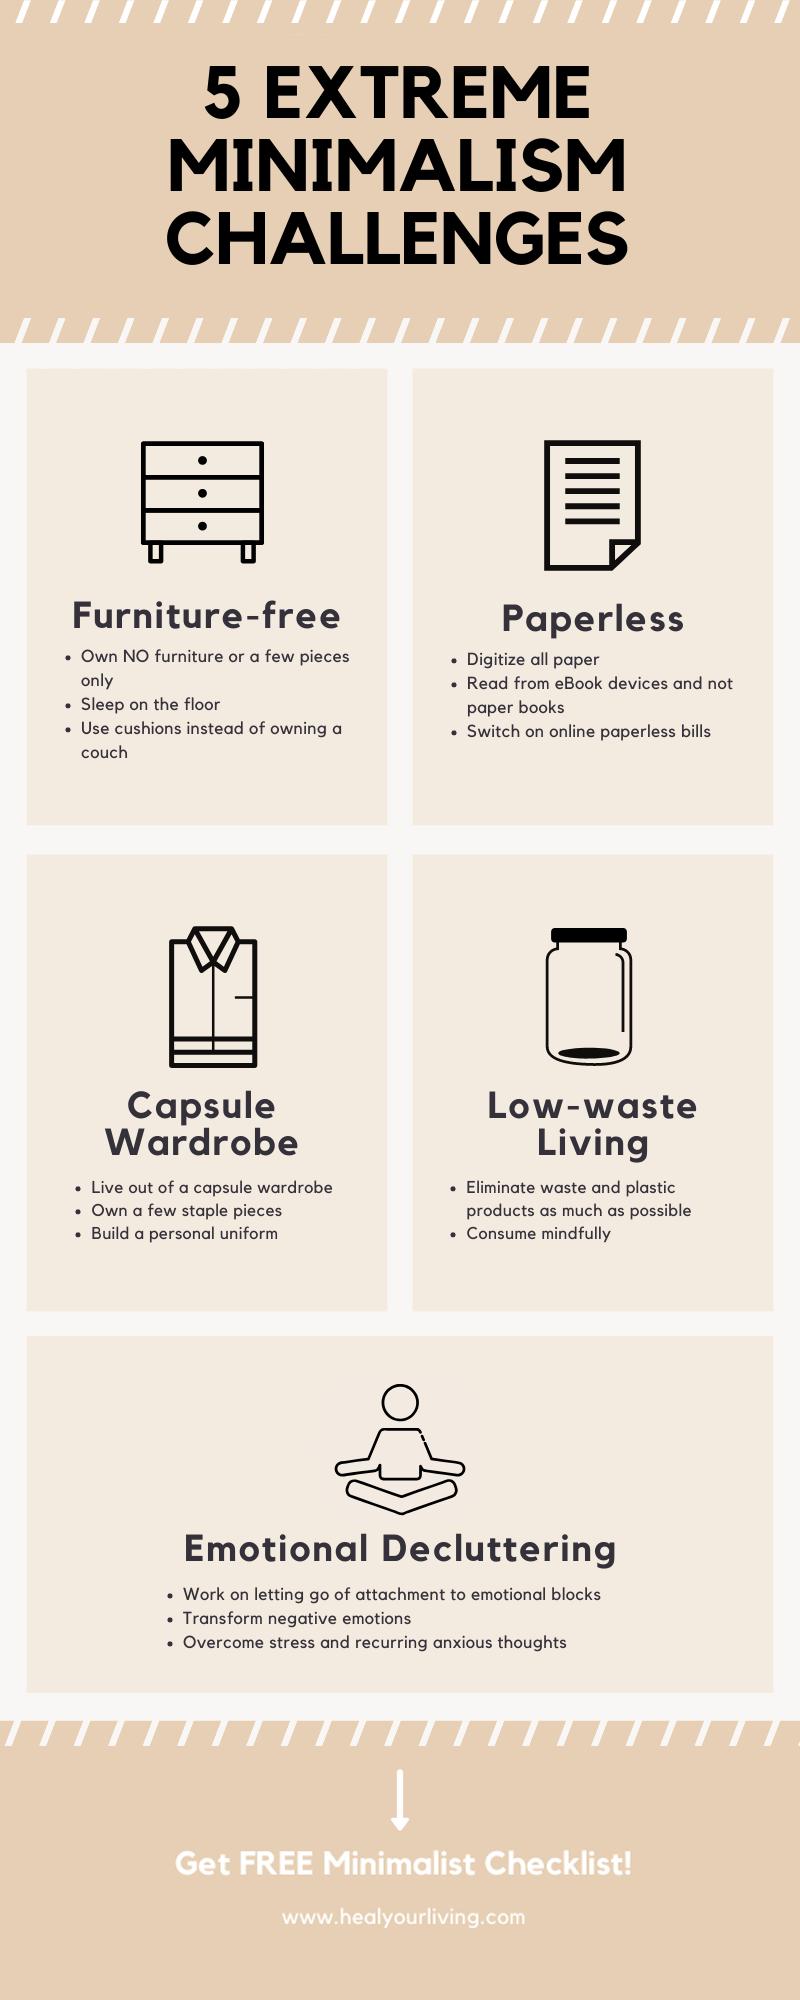 5 EXTREME
MINIMALISM
CHALLENGES
Furniture-free
• Own NO furniture or a few pieces
only
• Sleep on the floor
• Use cushions instead of owning a
couch
Paperless
• Digitize all paper
• Read from eBook devices and not
paper books
• Switch on online paperless bills
Capsule
Wardrobe
• Live out of a capsule wardrobe
• Own a few staple pieces
• Build a personal uniform
Low-waste
Living
• Eliminate waste and plastic
products as much as possible
• Consume mindfully
Emotional Decluttering
• Work on letting go of attachment to emotional blocks
• Transform negative emotions
• Overcome stress and recurring anxious thoughts
Get FREE Minimalist Checklist!
www.healyourliving.com